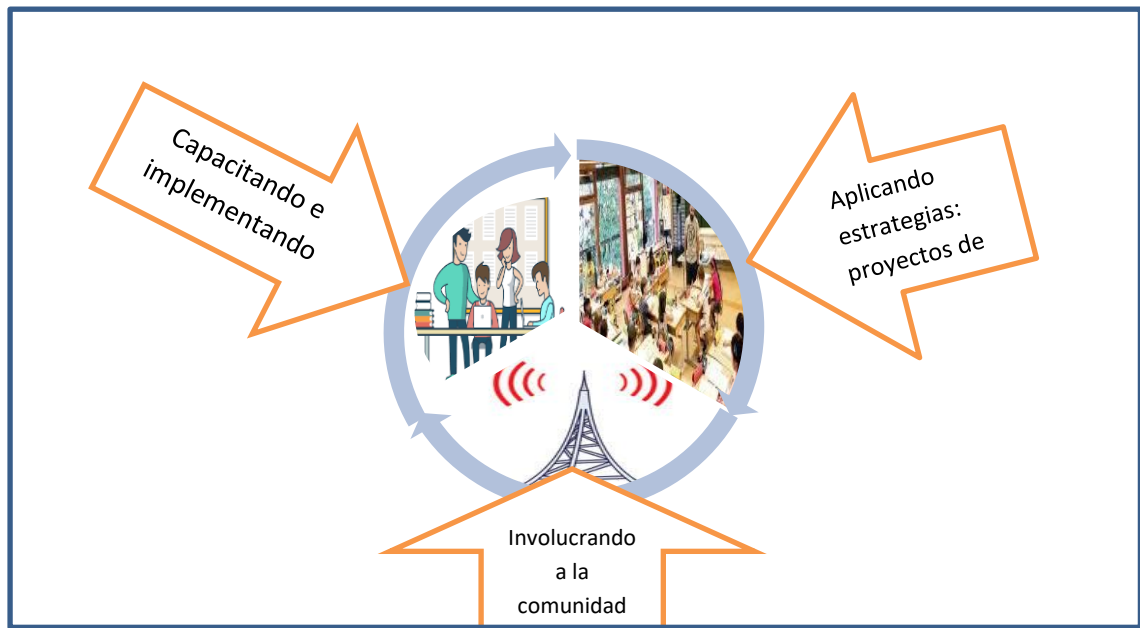 Capacitando e
implementando
Aplicando
estrategias:
proyectos de
Involucrando
a la
comunidad